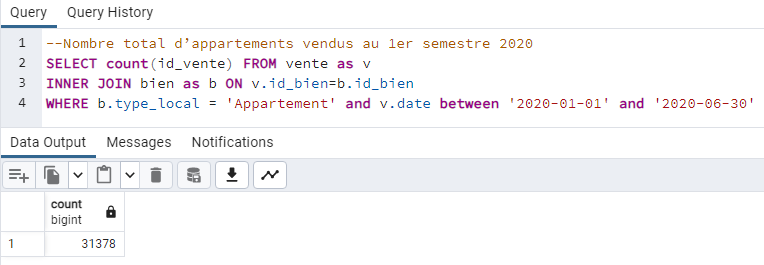 Query Query History
1 --Nombre total d’appartements vendus au 1er semestre 2020
2 SELECT count(id_vente) FROM vente as v
3 INNER JOIN bien as b ON v.id_bien=b.id_bien
4 WHERE b.type_local = 'Appartement' and v.date between '2020-01-01' and '2020-06-30'
Data Output Messages Notifications
count
bigint
1 31378